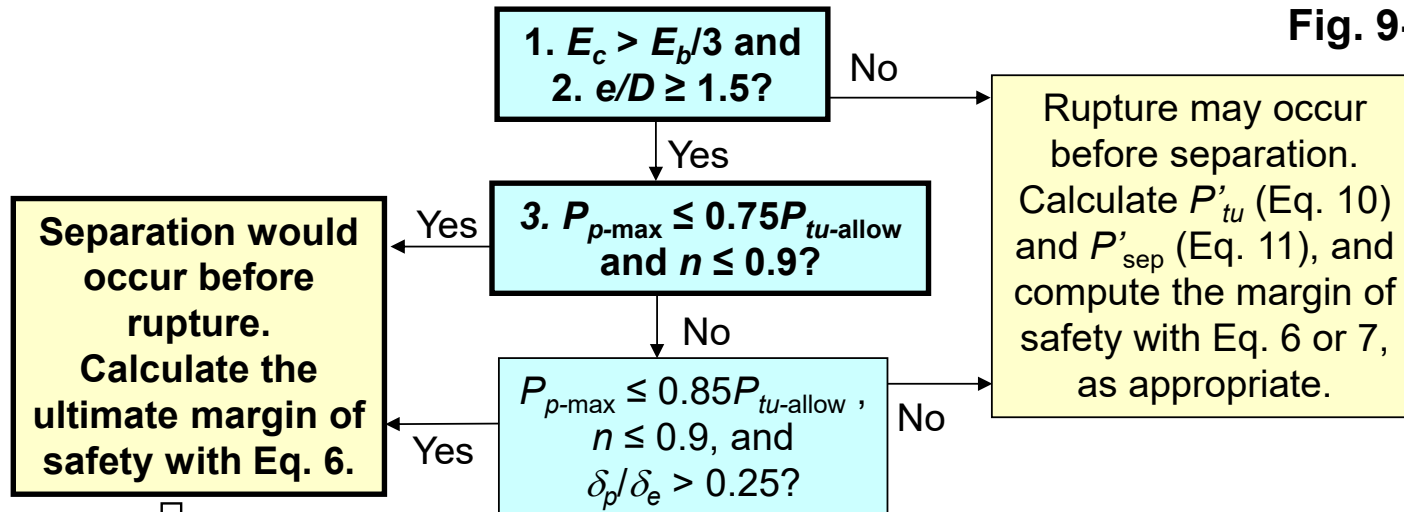 Fig. 9-
1. E_c > E_b/3 and
2. e/D ≥ 1.5?
No
Yes
Rupture may occur
before separation.
Calculate P'_tu (Eq. 10)
and P'_sep (Eq. 11), and
compute the margin of
safety with Eq. 6 or 7,
as appropriate.
3. P_p-max ≤ 0.75P_tu-allow
and n ≤ 0.9?
Yes
No
Separation would
occur before
rupture.
Calculate the
ultimate margin of
safety with Eq. 6.
P_p-max ≤ 0.85P_tu-allow ,
n ≤ 0.9, and
δ_p/δ_e > 0.25?
Yes
No